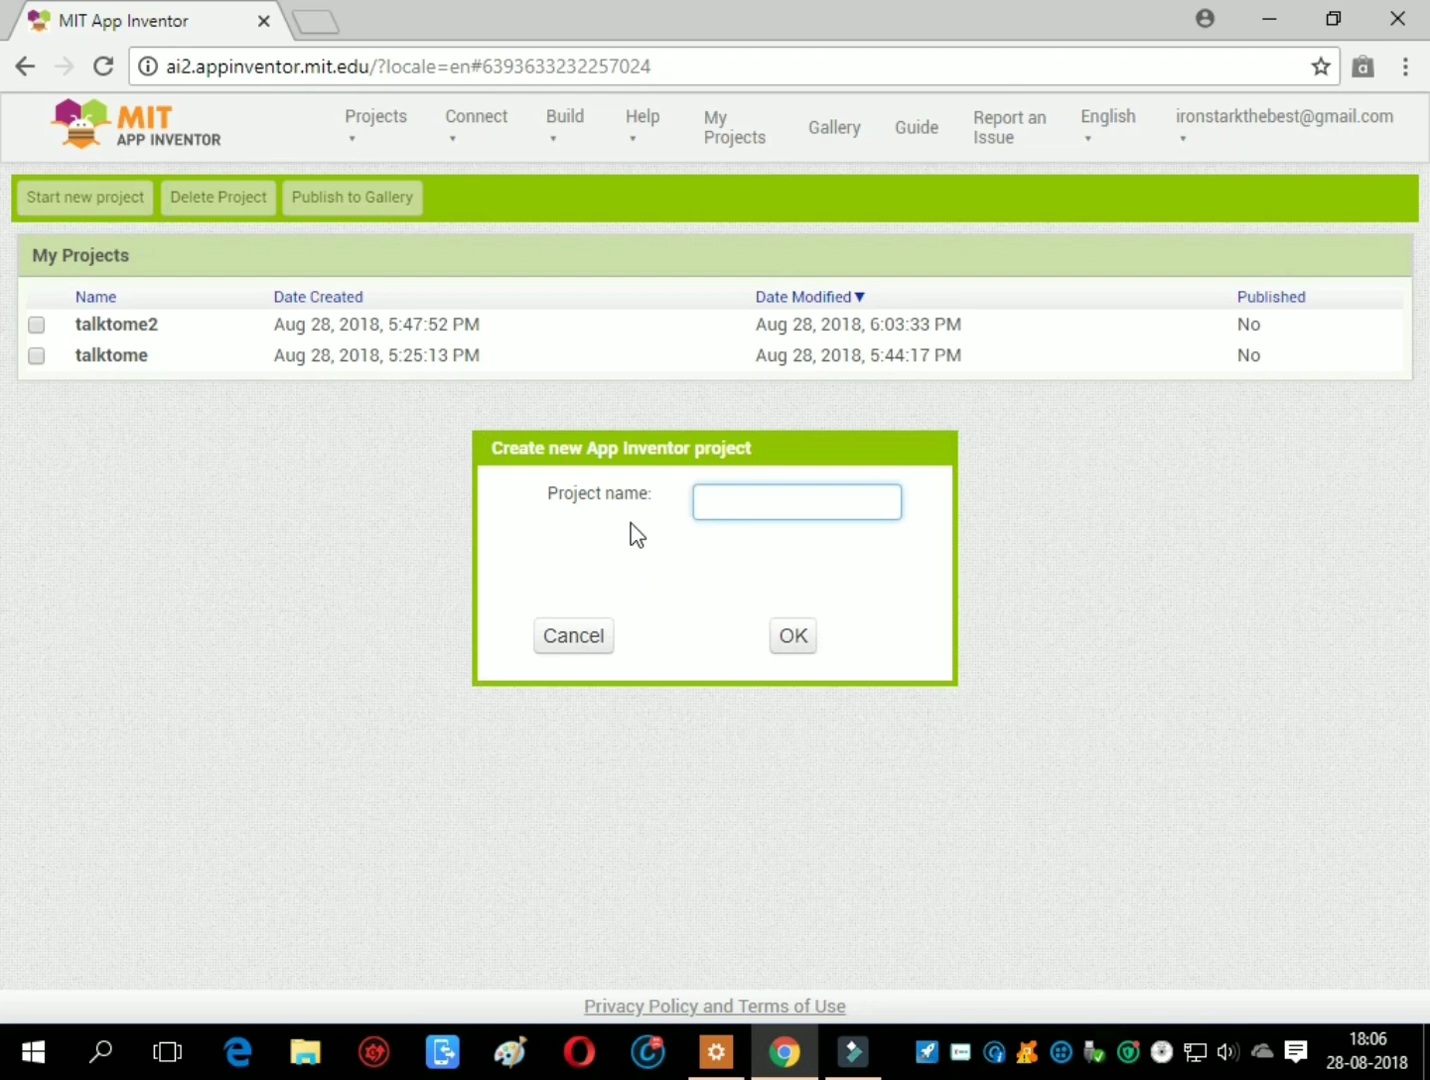 MIT App Inventor
ai2.appinventor.mit.edu/?locale=en#6393633232257024
MIT
APP INVENTOR
Projects
Connect
Build
Help
My
Projects
Gallery
Guide
Report an
Issue
English
ironstarkthebest@gmail.com
Start new project
Delete Project
Publish to Gallery
My Projects
Name
Date Created
Date Modified▼
Published
talktome2
Aug 28, 2018, 5:47:52 PM
Aug 28, 2018, 6:03:33 PM
No
talktome
Aug 28, 2018, 5:25:13 PM
Aug 28, 2018, 5:44:17 PM
No
Create new App Inventor project
Project name:
Cancel
OK
Privacy Policy and Terms of Use
18:06
28-08-2018